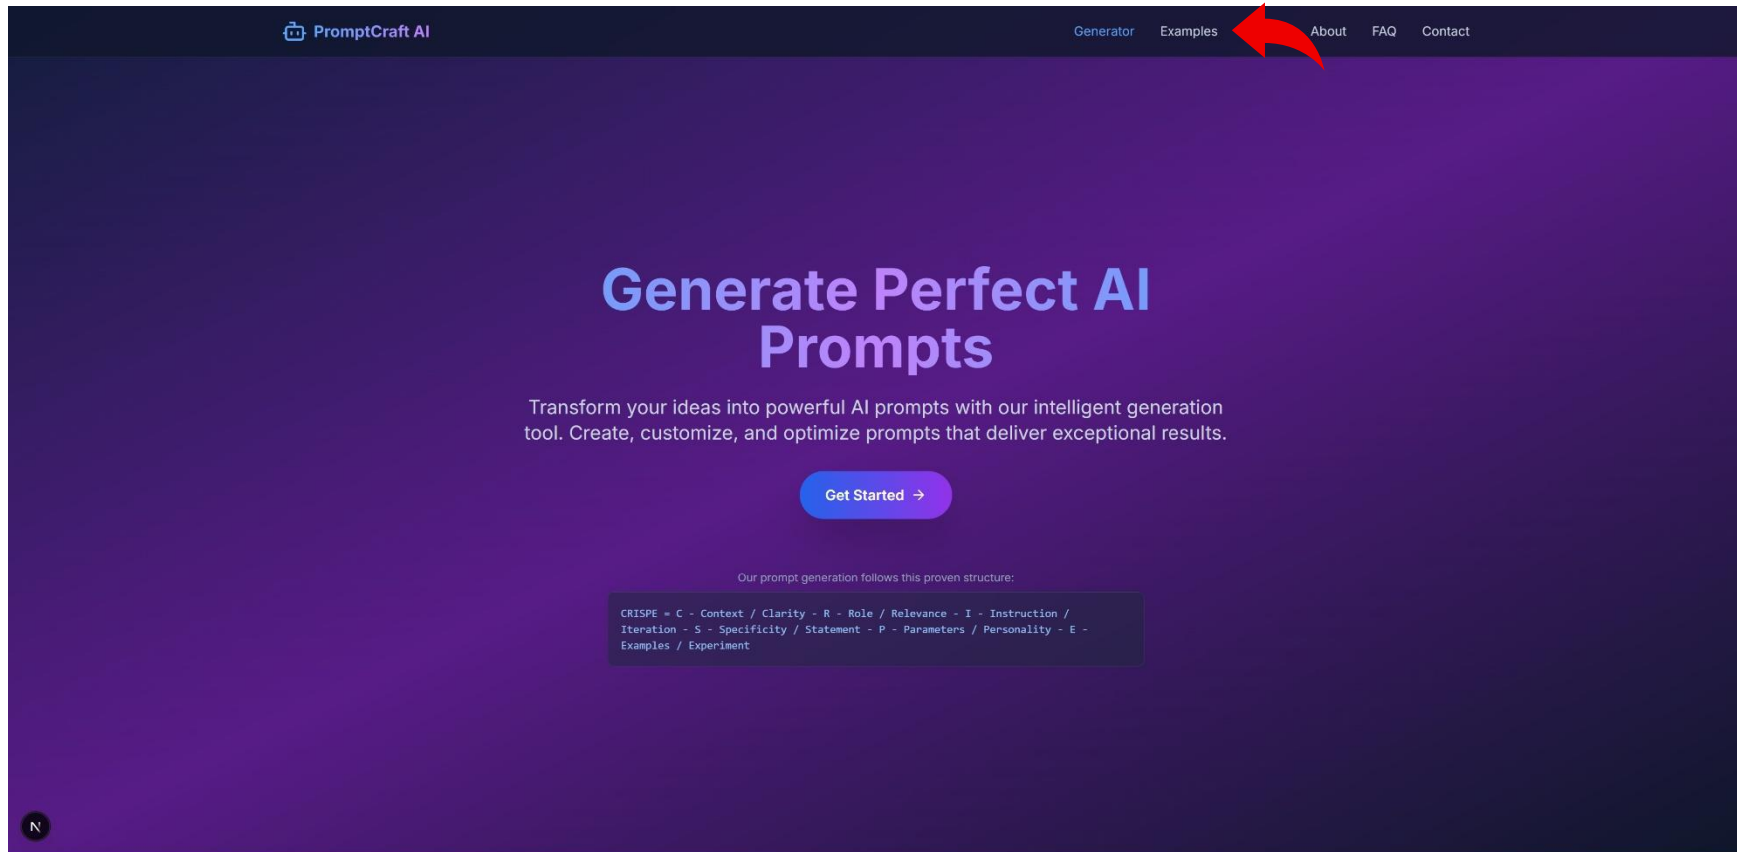 PromptCraft AI
Generator
Examples
About
FAQ
Contact
Generate Perfect AI
Prompts
Transform your ideas into powerful AI prompts with our intelligent generation
tool. Create, customize, and optimize prompts that deliver exceptional results.
Get Started →
Our prompt generation follows this proven structure:
CRISPE = C - Context / Clarity - R - Role / Relevance - I - Instruction /
Iteration - S - Specificity / Statement - P - Parameters / Personality - E -
Examples / Experiment
N